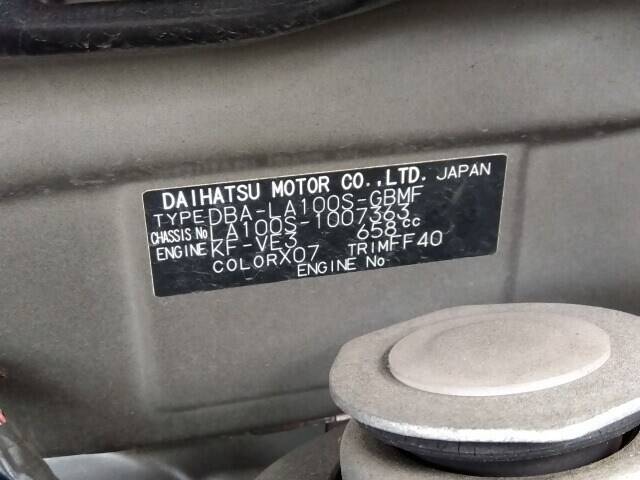 DAIHATSU MOTOR CO.,LTD. JAPAN
TYPE DBA-LA100S-GBMF
CHASSIS No LA100S-1007363
ENGINE KF-VE3 658cc
COLOR X07 TRIM FF40
ENGINE No